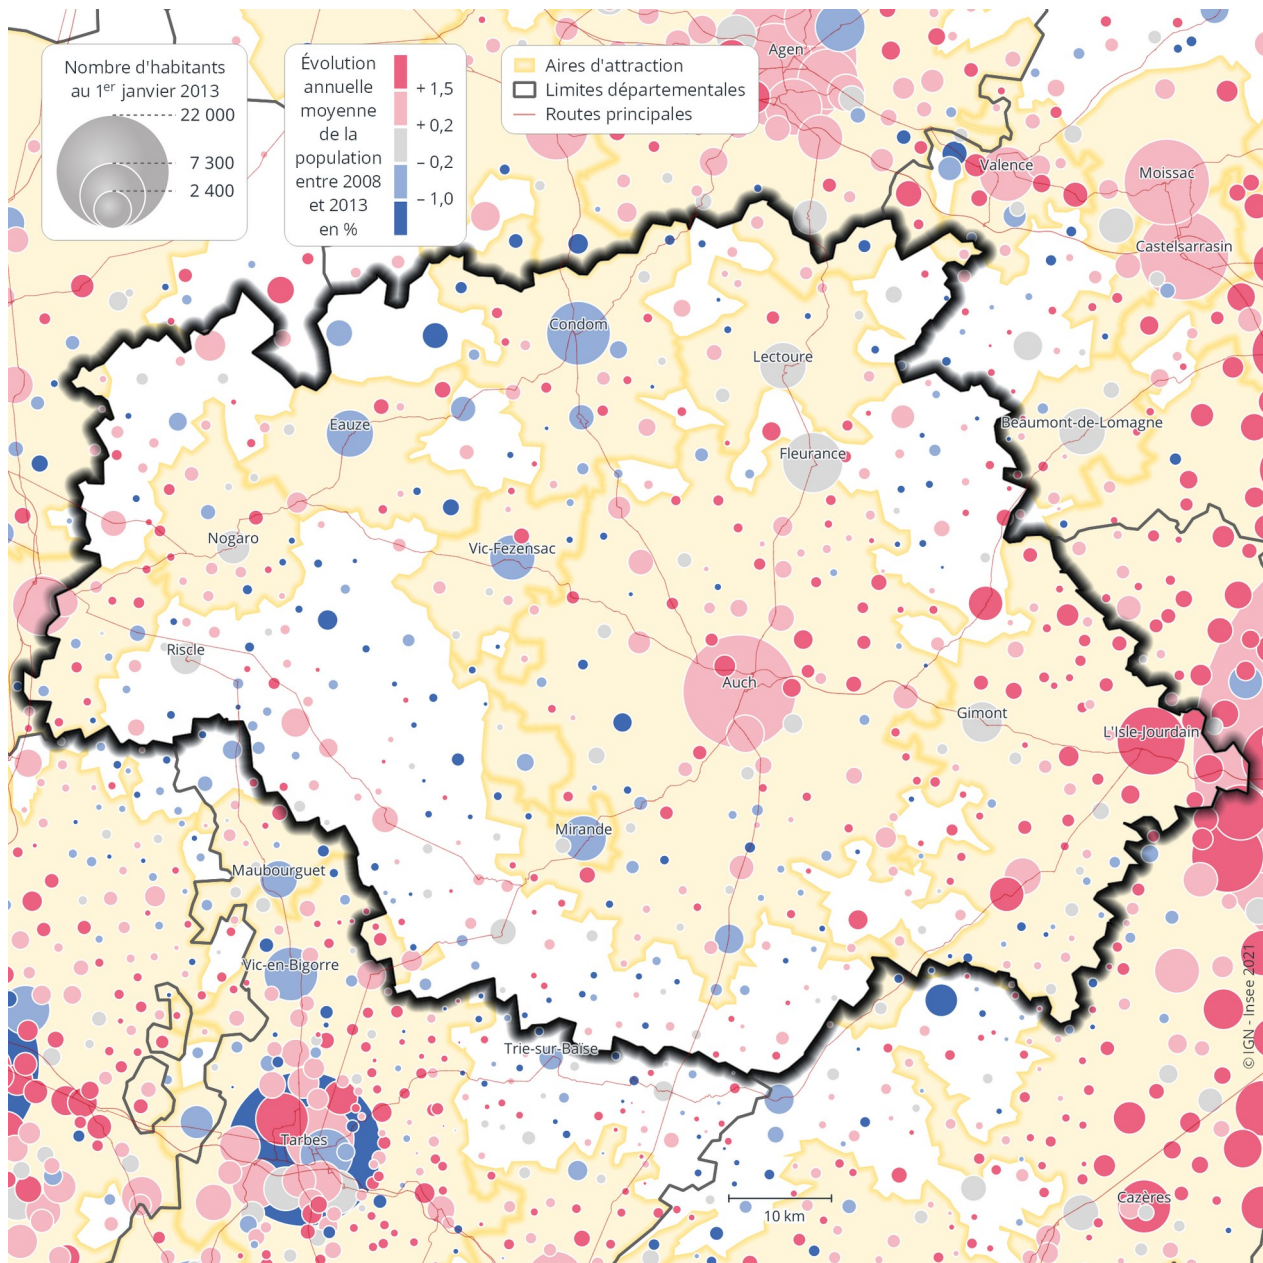 Nombre d'habitants
au 1er janvier 2013
22 000
7 300
2 400
Évolution
annuelle
moyenne
de la
population
entre 2008
et 2013
en %
+ 1,5
+ 0,2
– 0,2
– 1,0
Aires d'attraction
Limites départementales
Routes principales
Agen
Valence
Moissac
Castelsarrasin
Condom
Lectoure
Eauze
Beaumont-de-Lomagne
Fleurance
Nogaro
Vic-Fezensac
Riscle
Auch
Gimont
L'Isle-Jourdain
Mirande
Maubourguet
Vic-en-Bigorre
Trie-sur-Baïse
Tarbes
Cazères
10 km
© IGN - Insee 2021